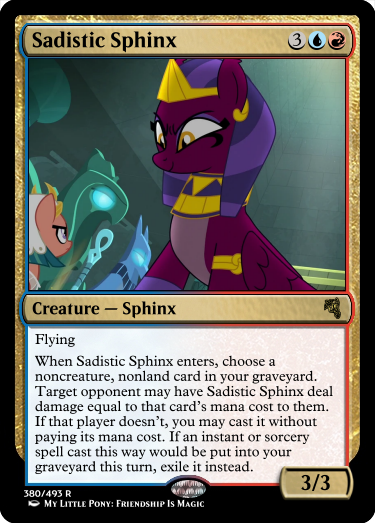 Sadistic Sphinx 3
Creature — Sphinx
Flying
When Sadistic Sphinx enters, choose a
noncreature, nonland card in your graveyard.
Target opponent may have Sadistic Sphinx deal
damage equal to that card's mana cost to them.
If that player doesn't, you may cast it without
paying its mana cost. If an instant or sorcery
spell cast this way would be put into your
graveyard this turn, exile it instead.
3/3
380/493 R
My Little Pony: Friendship Is Magic